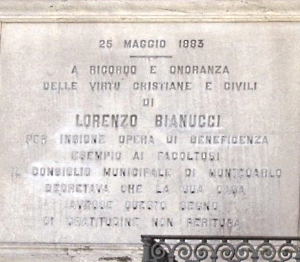 25 MAGGIO 1883
A RICORDO E ONORANZA
DELLE VIRTÙ CRISTIANE E CIVILI
DI
LORENZO BIANUCCI
PER INSIGNE OPERA DI BENEFICENZA
ESEMPIO AI FACOLTOSI
IL CONSIGLIO MUNICIPALE DI MONTECARLO
DECRETAVA CHE LA SUA CASA
AVESSE QUESTO SEGNO
DI GRATITUDINE NON PERITURA